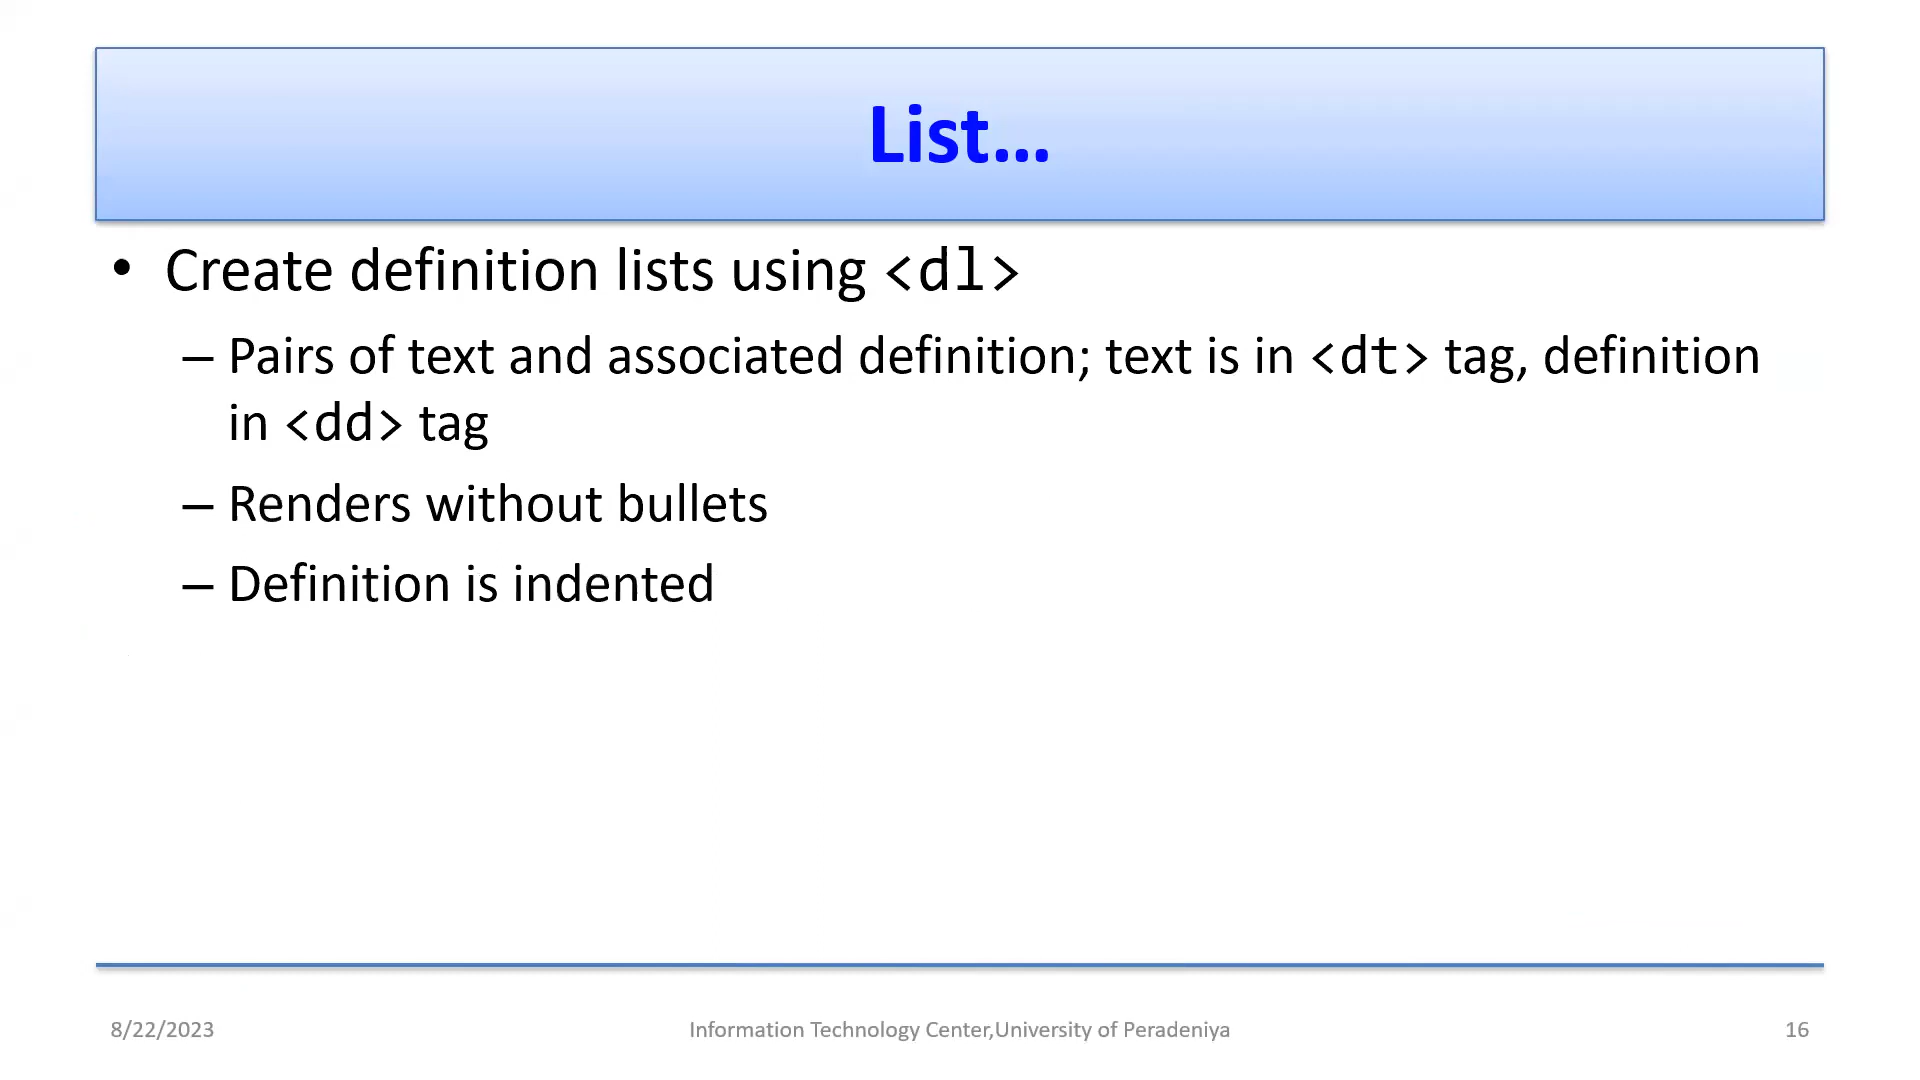 List...
• Create definition lists using <dl>
– Pairs of text and associated definition; text is in <dt> tag, definition
in <dd> tag
– Renders without bullets
– Definition is indented
8/22/2023
Information Technology Center,University of Peradeniya
16